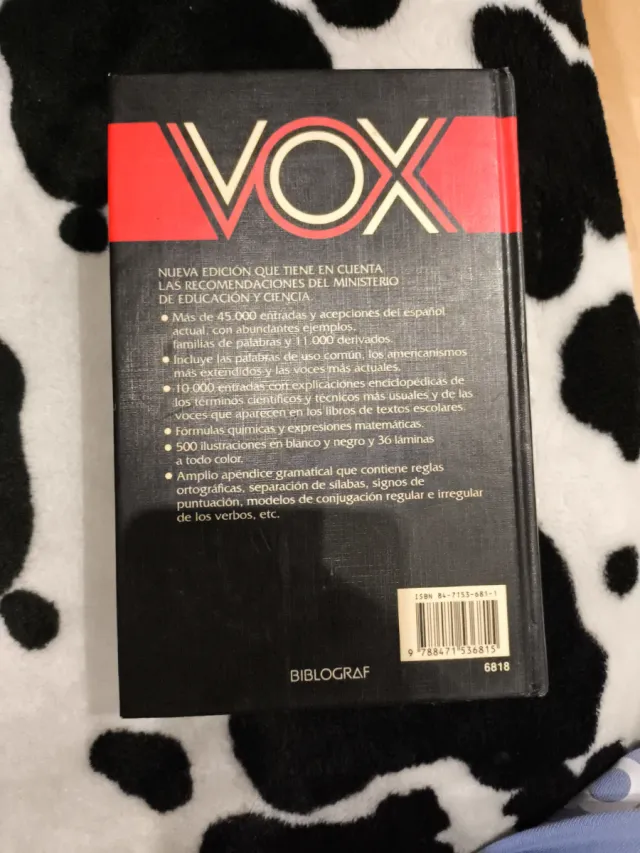 VOX
NUEVA EDICIÓN QUE TIENE EN CUENTA
LAS RECOMENDACIONES DEL MINISTERIO
DE EDUCACIÓN Y CIENCIA
• Más de 45.000 entradas y acepciones del español
actual, con abundantes ejemplos,
familias de palabras y 11.000 derivados.
• Incluye las palabras de uso común, los americanismos
más extendidos y las voces más actuales.
• 10.000 entradas con explicaciones enciclopédicas de
los términos científicos y técnicos más usuales y de las
voces que aparecen en los libros de textos escolares.
• Fórmulas químicas y expresiones matemáticas.
• 500 ilustraciones en blanco y negro y 36 láminas
a todo color.
• Amplio apéndice gramatical que contiene reglas
ortográficas, separación de sílabas, signos de
puntuación, modelos de conjugación regular e irregular
de los verbos, etc.
ISBN 84-7153-681-1
9 788471 536815
BIBLOGRAF
6818